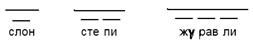 слон сте пи жу рав ли